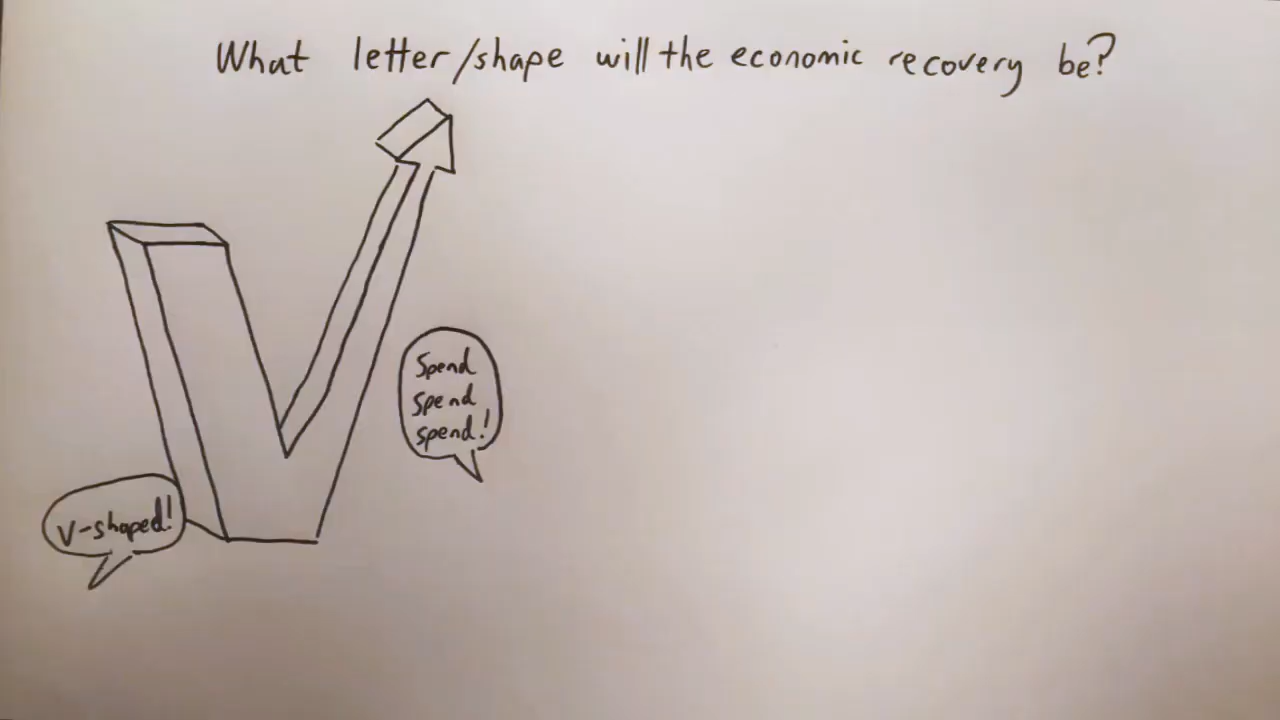 What letter/shape will the economic recovery be?
Spend
spend
spend!
V-shaped!